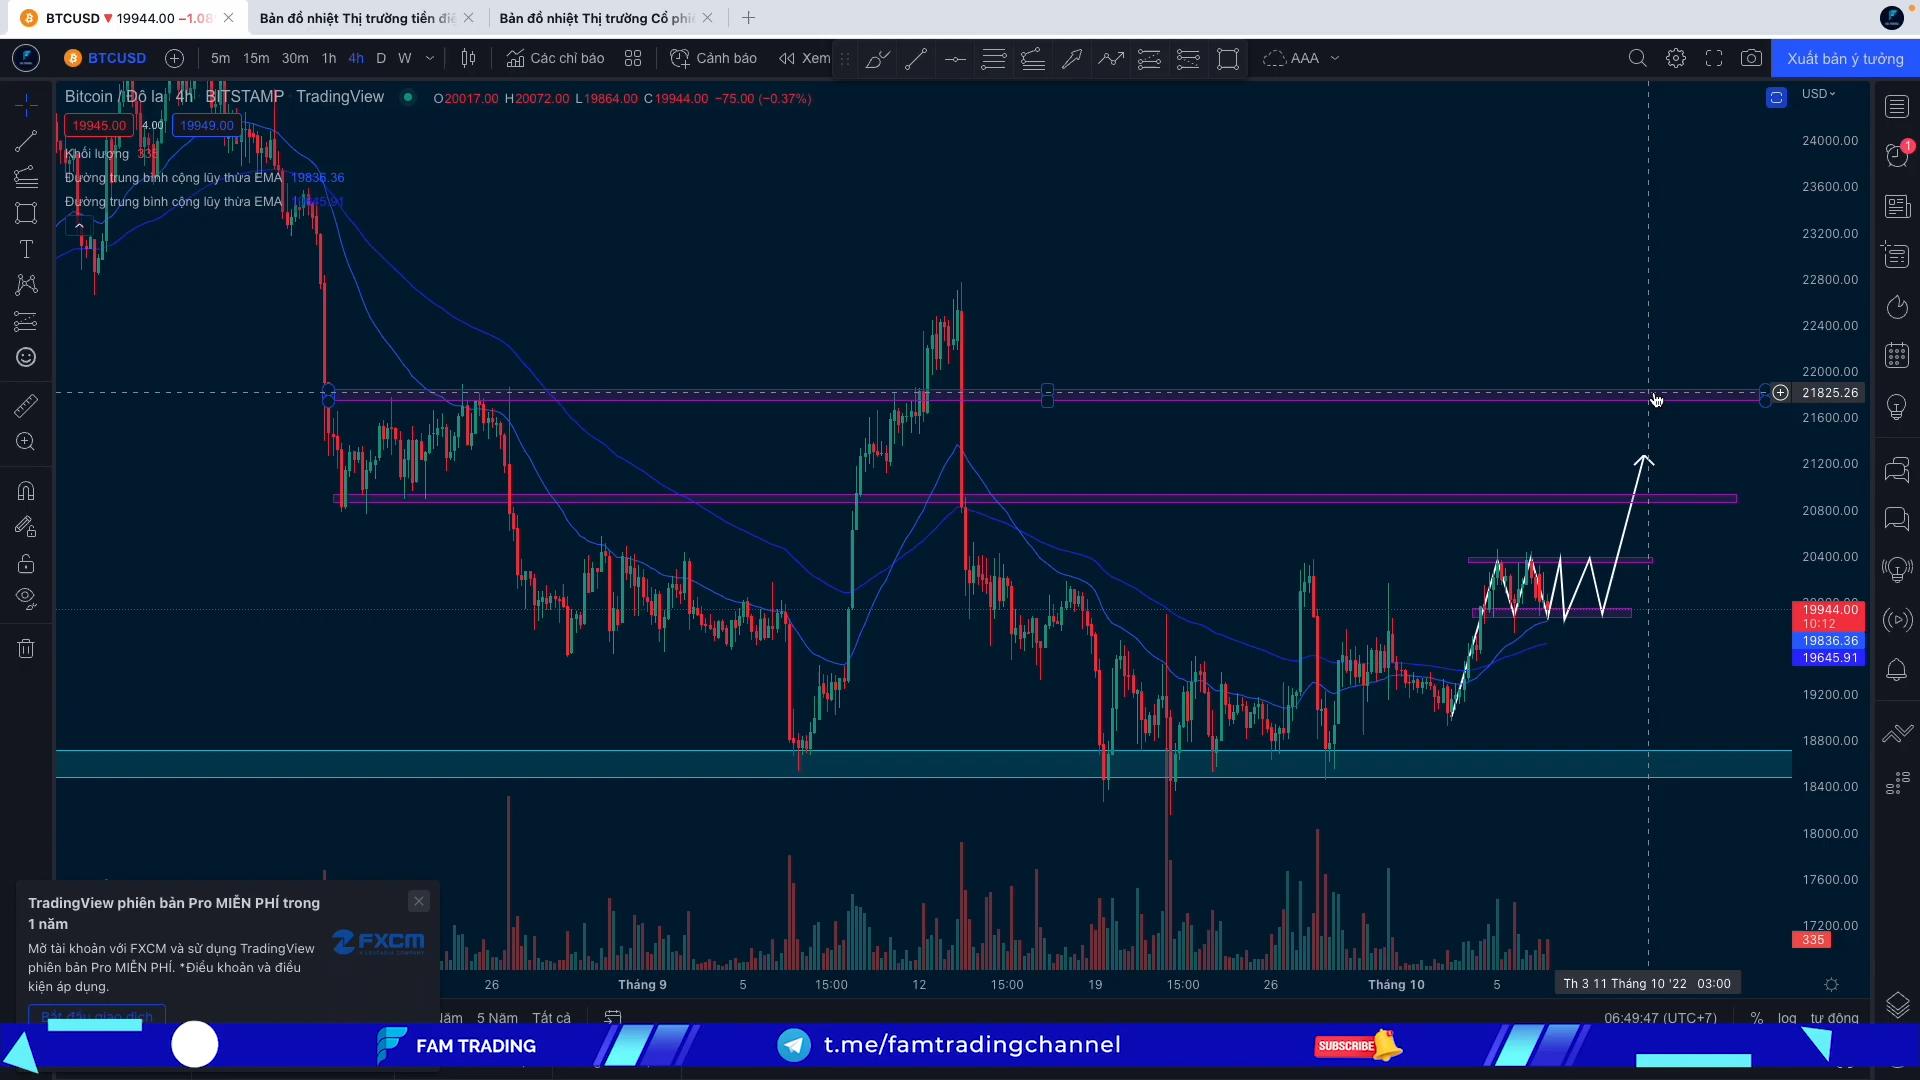 BTCUSD ▼ 19944.00 −1.08
Bản đồ nhiệt Thị trường tiền
Bản đồ nhiệt Thị trường Cổ
BTCUSD 5m 15m 30m 1h 4h D W Các chỉ báo Cảnh báo Xem AAA Xuất bản ý tưởng
Bitcoin / Đô la 4h BITSTAMP TradingView O20017.00 H20072.00 L19864.00 C19944.00 −75.00 (−0.37%)
USD
19945.00 4.00 19949.00
Khối lượng 335
Đường trung bình cộng lũy thừa EMA 19836.36
Đường trung bình cộng lũy thừa EMA 19645.91
24000.00
23600.00
23200.00
22800.00
22400.00
22000.00
21825.26
21600.00
21200.00
20800.00
20400.00
19944.00
10:12
19836.36
19645.91
19200.00
18800.00
18400.00
18000.00
17600.00
17200.00
335
1
TradingView phiên bản Pro MIỄN PHÍ trong
1 năm
Mở tài khoản với FXCM và sử dụng TradingView
phiên bản Pro MIỄN PHÍ. *Điều khoản và điều
kiện áp dụng.
FXCM
Bắt đầu giao dịch
26 Tháng 9 5 15:00 12 15:00 19 15:00 26 Tháng 10 5 Th 3 11 Tháng 10 '22 03:00
5 Năm Tất cả 06:49:47 (UTC+7) % log tự động
FAM TRADING
t.me/famtradingchannel
SUBSCRIBE